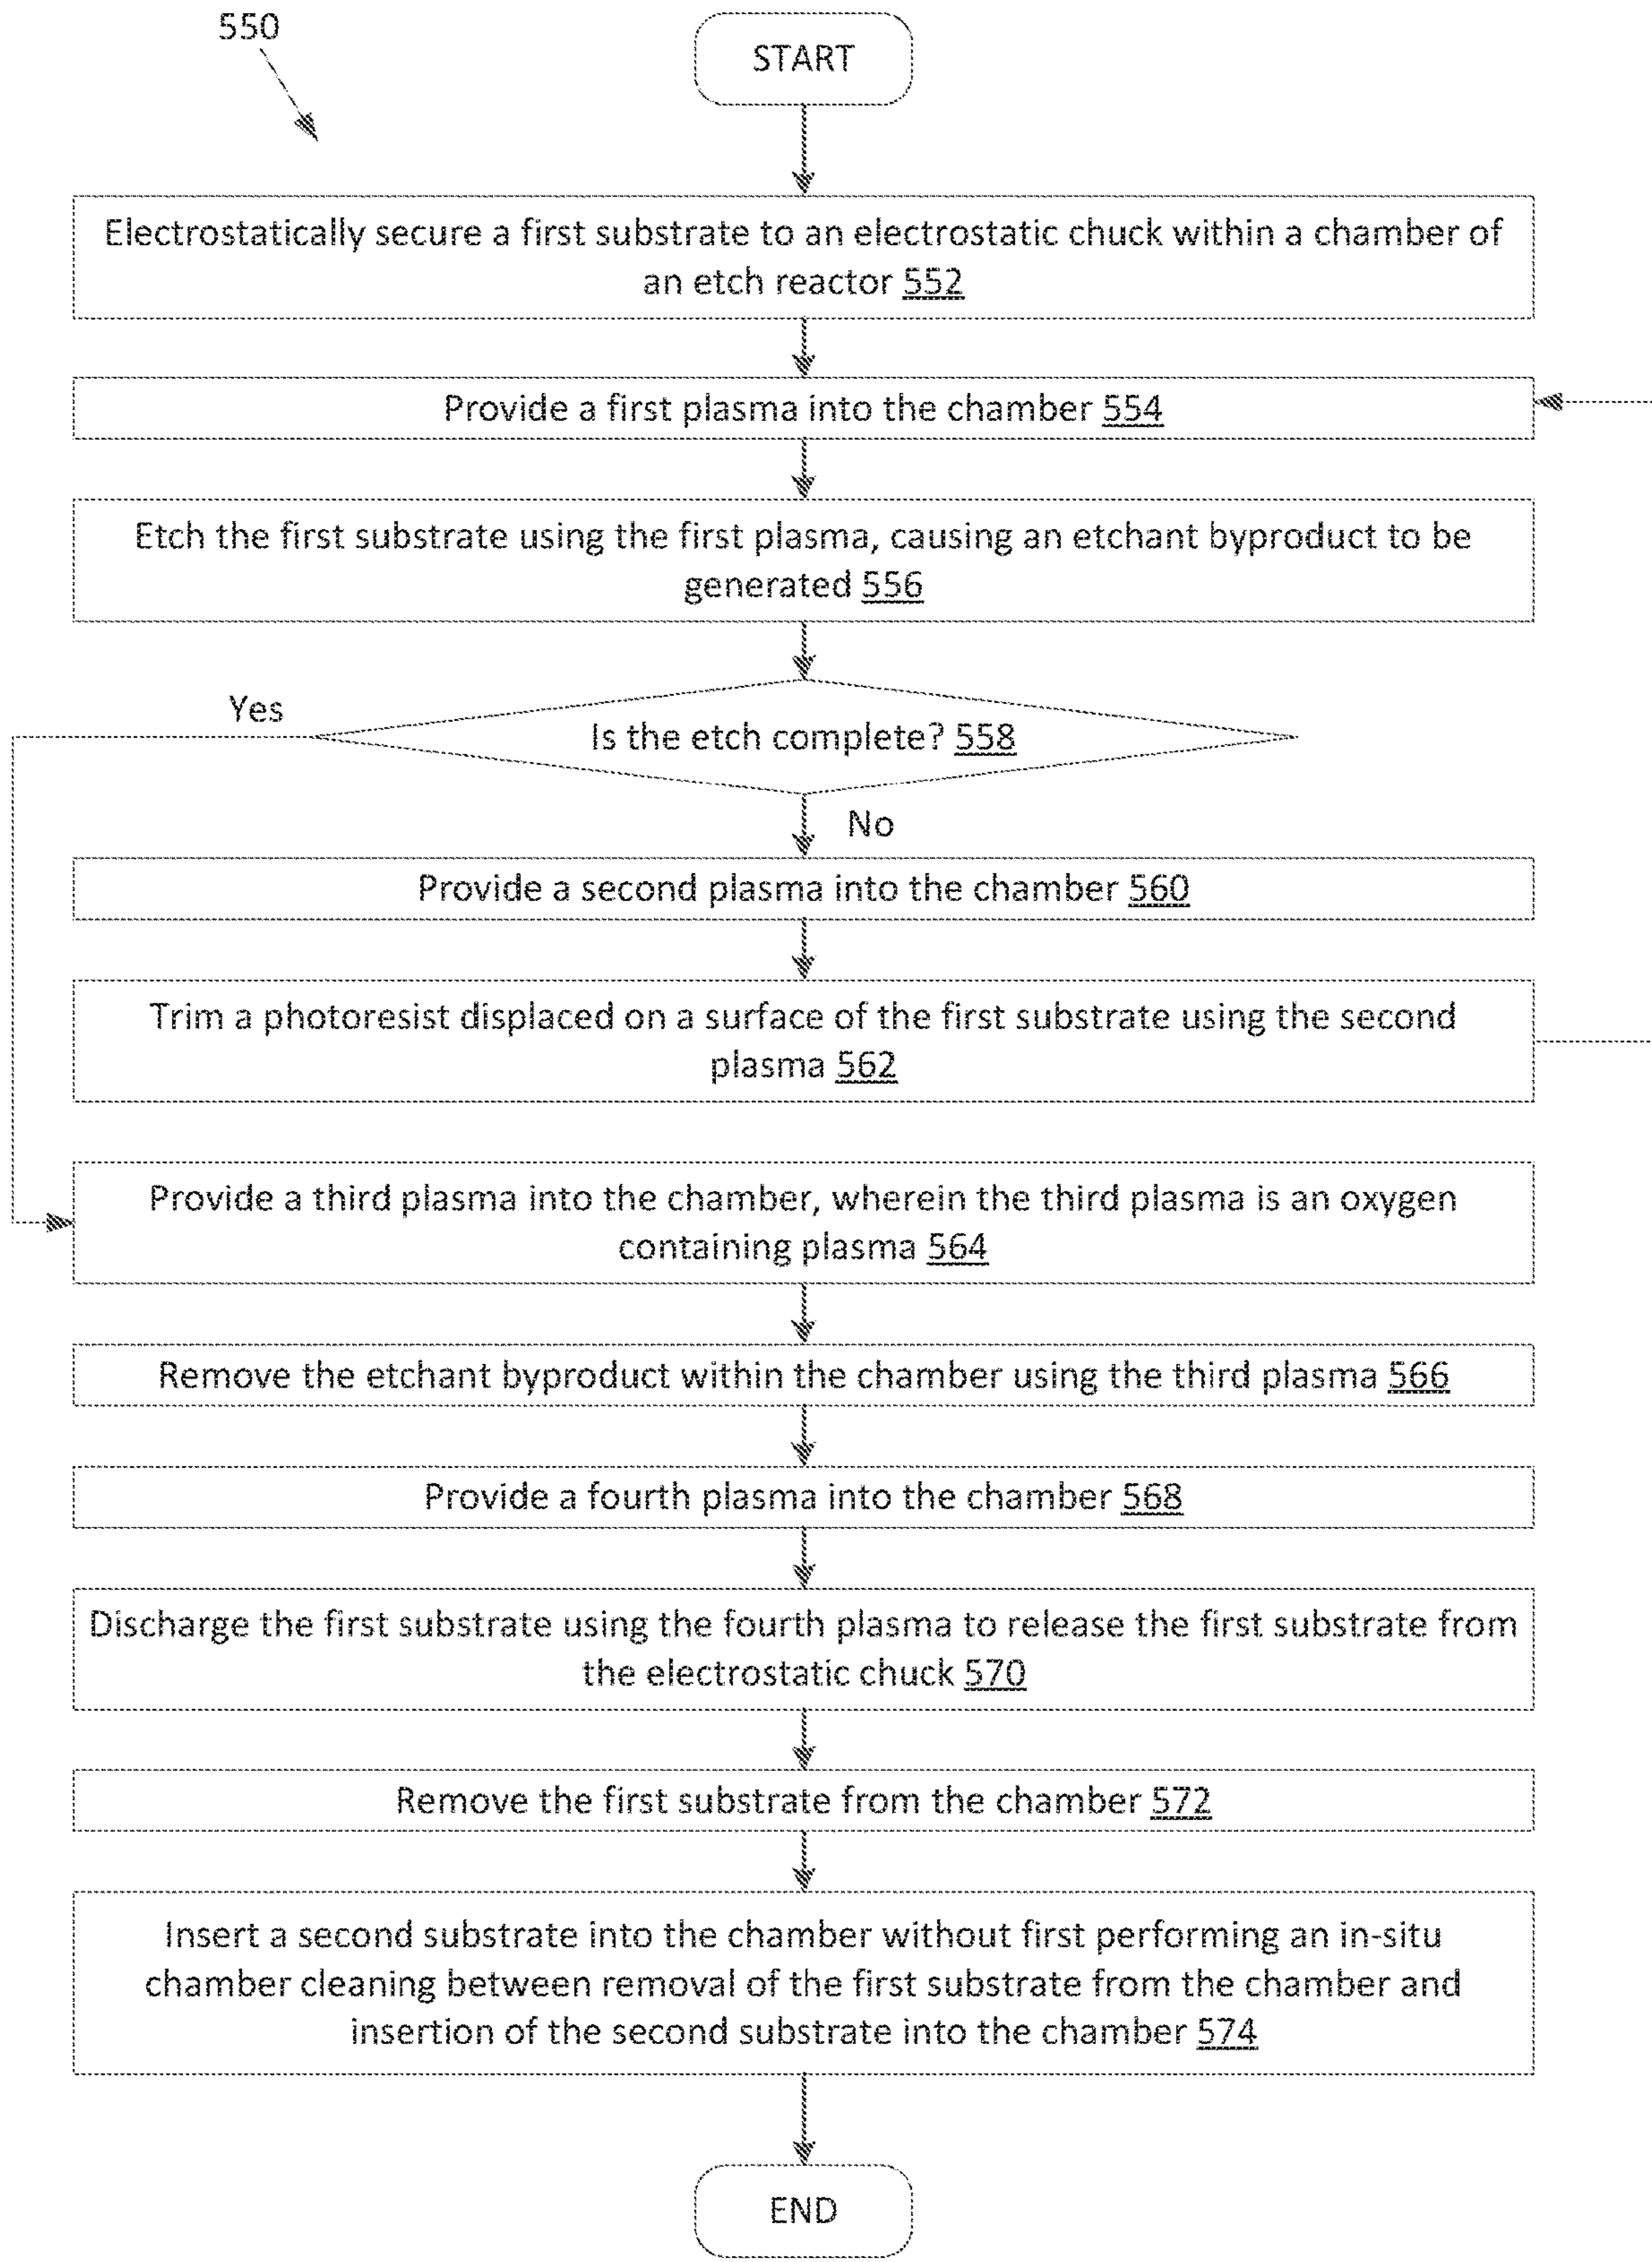 550
START
Electrostatically secure a first substrate to an electrostatic chuck within a chamber of
an etch reactor 552
Provide a first plasma into the chamber 554
Etch the first substrate using the first plasma, causing an etchant byproduct to be
generated 556
Yes
Is the etch complete? 558
No
Provide a second plasma into the chamber 560
Trim a photoresist displaced on a surface of the first substrate using the second
plasma 562
Provide a third plasma into the chamber, wherein the third plasma is an oxygen
containing plasma 564
Remove the etchant byproduct within the chamber using the third plasma 566
Provide a fourth plasma into the chamber 568
Discharge the first substrate using the fourth plasma to release the first substrate from
the electrostatic chuck 570
Remove the first substrate from the chamber 572
Insert a second substrate into the chamber without first performing an in-situ
chamber cleaning between removal of the first substrate from the chamber and
insertion of the second substrate into the chamber 574
END